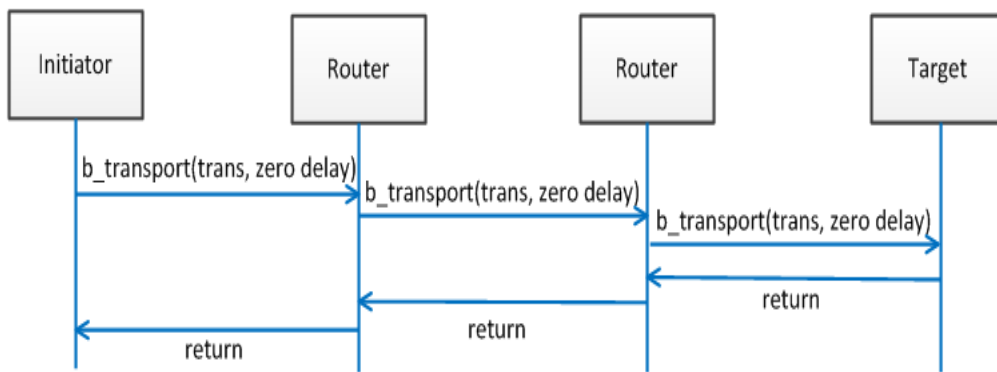 Initiator
Router
Router
Target
b_transport(trans, zero delay)
b_transport(trans, zero delay)
b_transport(trans, zero delay)
return
return
return